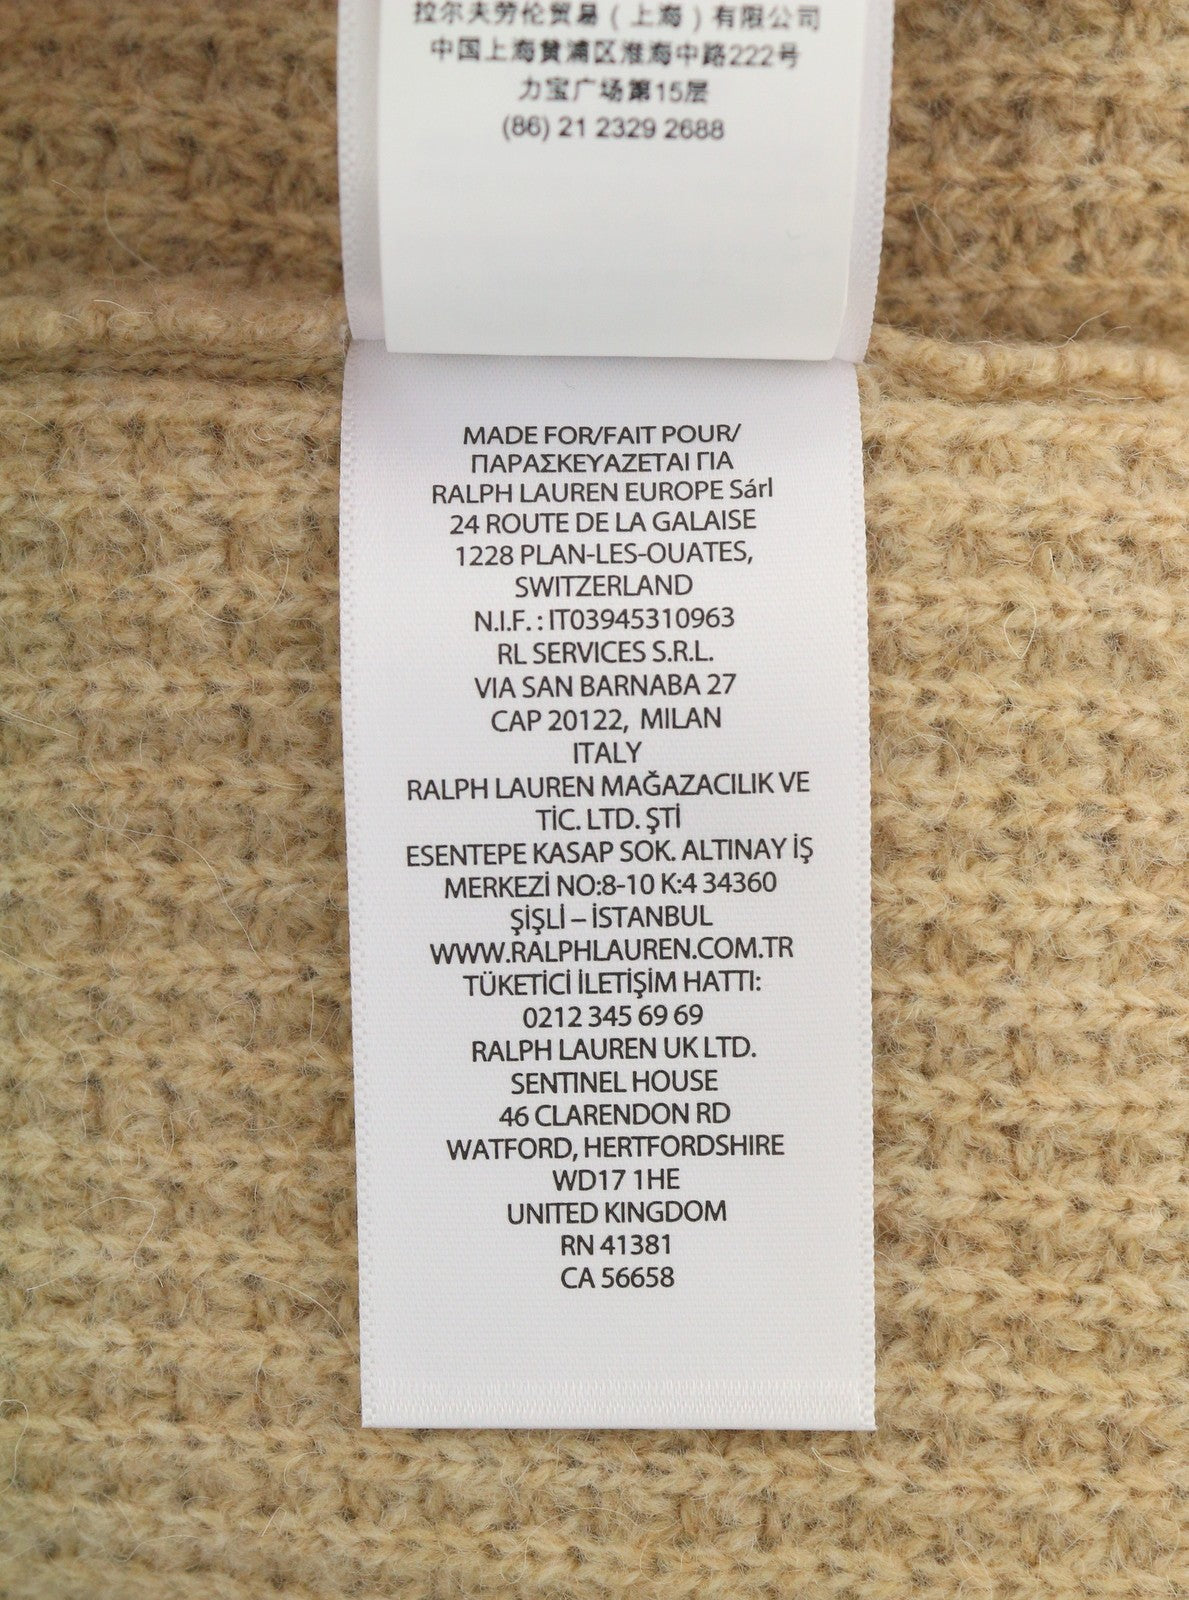 拉尔夫劳伦贸易（上海）有限公司
中国上海黄浦区淮海中路222号
力宝广场第15层
(86) 21 2329 2688
MADE FOR/FAIT POUR/
ΠΑΡΑΣΚΕΥΑΖΕΤΑΙ ΓΙΑ
RALPH LAUREN EUROPE Sárl
24 ROUTE DE LA GALAISE
1228 PLAN-LES-OUATES,
SWITZERLAND
N.I.F. : IT03945310963
RL SERVICES S.R.L.
VIA SAN BARNABA 27
CAP 20122, MILAN
ITALY
RALPH LAUREN MAĞAZACILIK VE
TİC. LTD. ŞTİ
ESENTEPE KASAP SOK. ALTINAY İŞ
MERKEZİ NO:8-10 K:4 34360
ŞİŞLİ – İSTANBUL
WWW.RALPHLAUREN.COM.TR
TÜKETİCİ İLETİŞİM HATTI:
0212 345 69 69
RALPH LAUREN UK LTD.
SENTINEL HOUSE
46 CLARENDON RD
WATFORD, HERTFORDSHIRE
WD17 1HE
UNITED KINGDOM
RN 41381
CA 56658